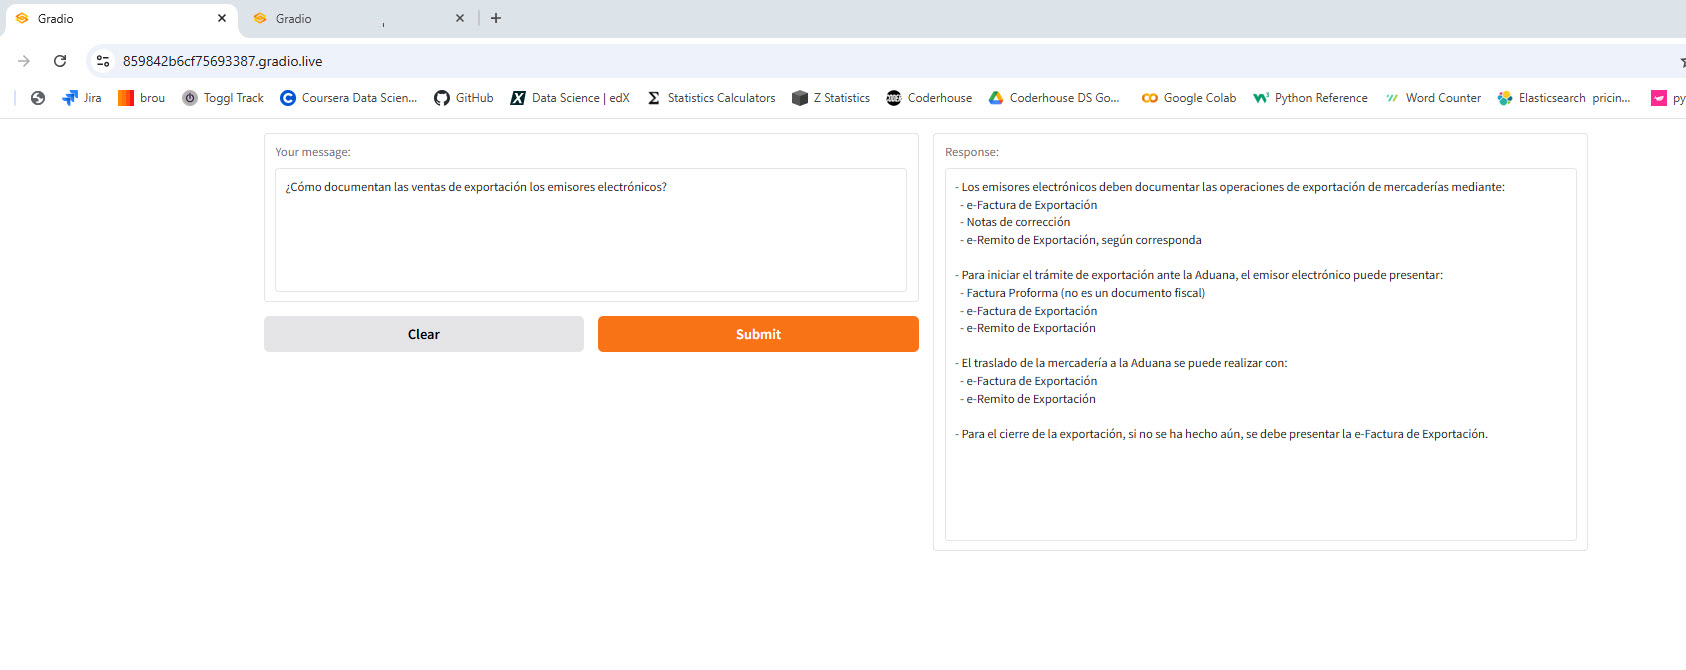 Gradio
Gradio
859842b6cf75693387.gradio.live
Jira
brou
Toggl Track
Coursera Data Scien...
GitHub
Data Science | edX
Statistics Calculators
Z Statistics
Coderhouse
Coderhouse DS Go...
Google Colab
Python Reference
Word Counter
Elasticsearch pricin...
py
Your message:
¿Cómo documentan las ventas de exportación los emisores electrónicos?
Clear
Submit
Response:
- Los emisores electrónicos deben documentar las operaciones de exportación de mercaderías mediante:
- e-Factura de Exportación
- Notas de corrección
- e-Remito de Exportación, según corresponda
- Para iniciar el trámite de exportación ante la Aduana, el emisor electrónico puede presentar:
- Factura Proforma (no es un documento fiscal)
- e-Factura de Exportación
- e-Remito de Exportación
- El traslado de la mercadería a la Aduana se puede realizar con:
- e-Factura de Exportación
- e-Remito de Exportación
- Para el cierre de la exportación, si no se ha hecho aún, se debe presentar la e-Factura de Exportación.